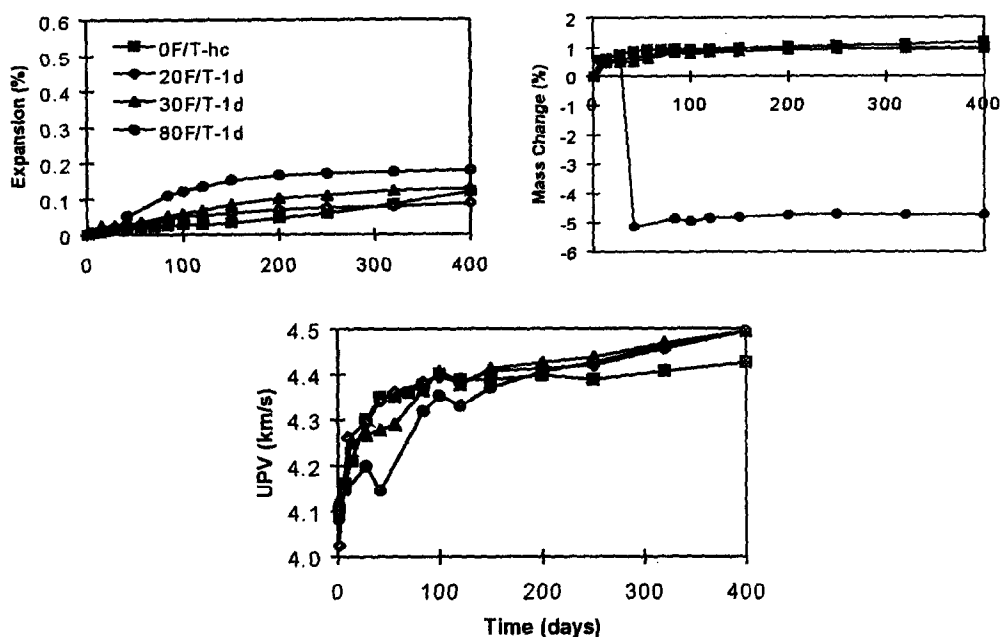 0.6
0.5
0.4
0.3
0.2
0.1
0
Expansion (%)
0F/T-hc
20F/T-1d
30F/T-1d
80F/T-1d
0 100 200 300 400
2
1
0
-1
-2
-3
-4
-5
-6
Mass Change (%)
0 100 200 300 400
4.5
4.4
4.3
4.2
4.1
4.0
UPV (km/s)
0 100 200 300 400
Time (days)